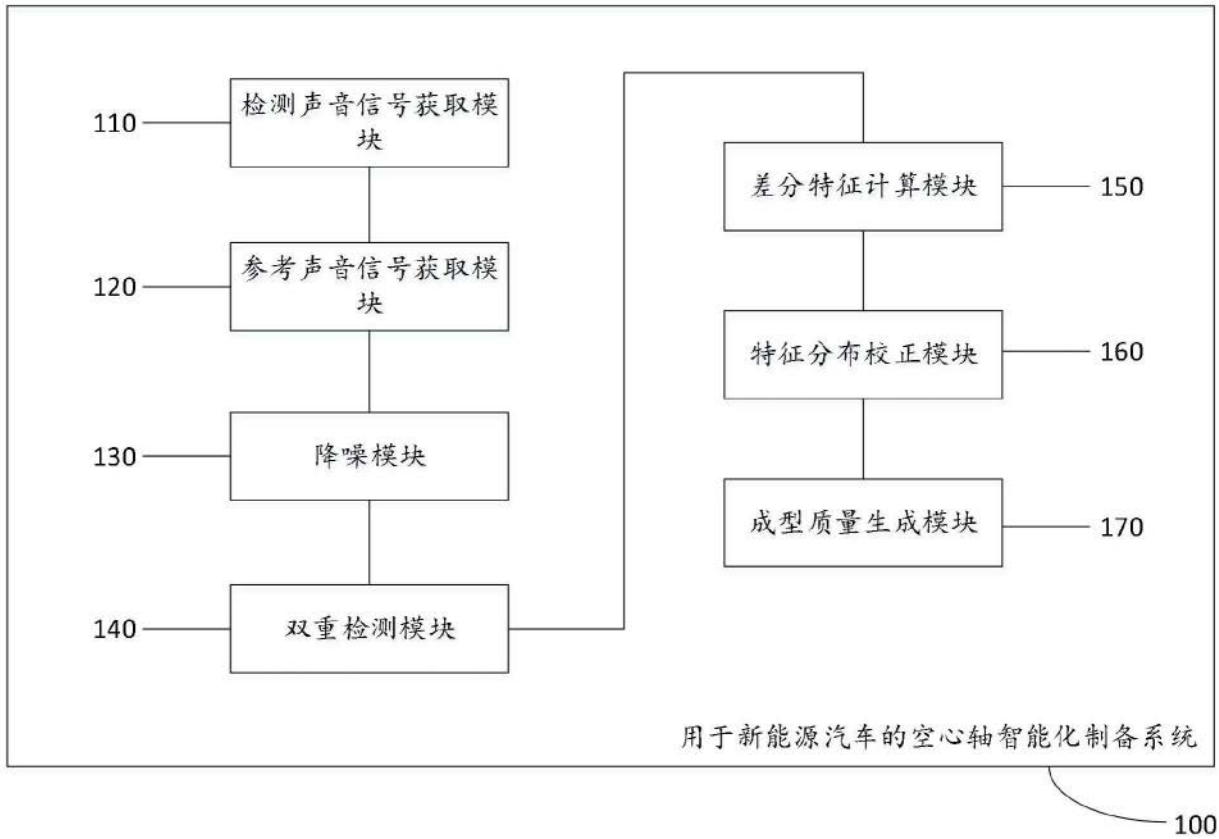 110
检测声音信号获取模
块
120
参考声音信号获取模
块
130
降噪模块
140
双重检测模块
差分特征计算模块
150
特征分布校正模块
160
成型质量生成模块
170
用于新能源汽车的空心轴智能化制备系统
100